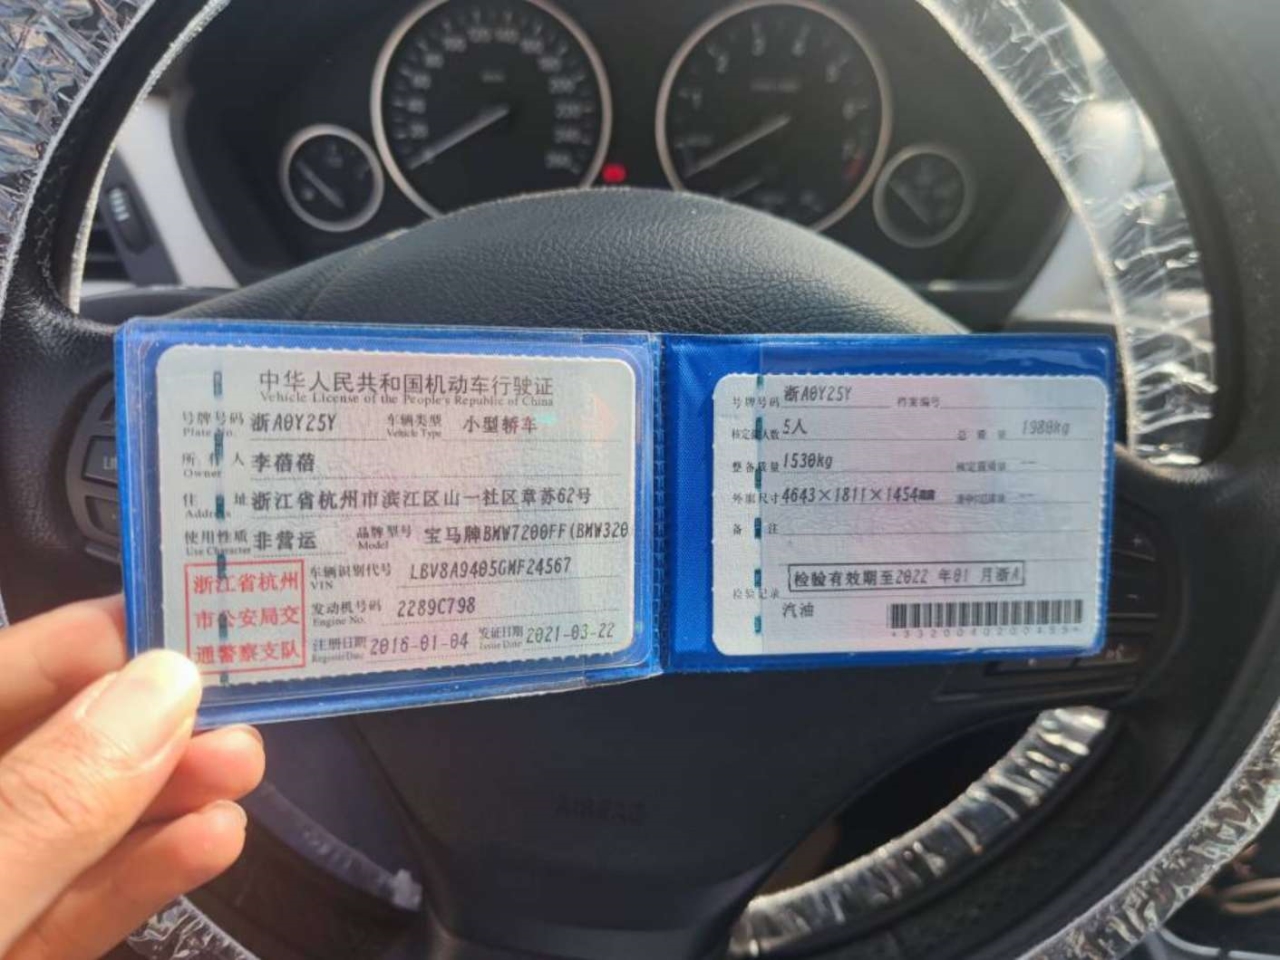 中华人民共和国机动车行驶证
Vehicle License of the People's Republic of China
号牌号码 浙A0Y25Y 车辆类型 小型轿车
Plate No. Vehicle Type
所有人 李蓓蓓
Owner
住址 浙江省杭州市滨江区山一社区章苏62号
Address
使用性质 非营运 品牌型号 宝马牌BMW7200FF(BMW320
Use Character Model
浙江省杭州
市公安局交
通警察支队
车辆识别代号 LBV8A9405GMF24567
VIN
发动机号码 2289C798
Engine No.
注册日期 2016-01-04 发证日期 2021-03-22
Register Date Issue Date
号牌号码 浙A0Y25Y 档案编号
核定载人数 5人 总质量 1980kg
整备质量 1530kg 核定载质量 --
外廓尺寸 4643×1811×1454mm --
备注
检验有效期至2022 年01 月浙A
检验记录
汽油